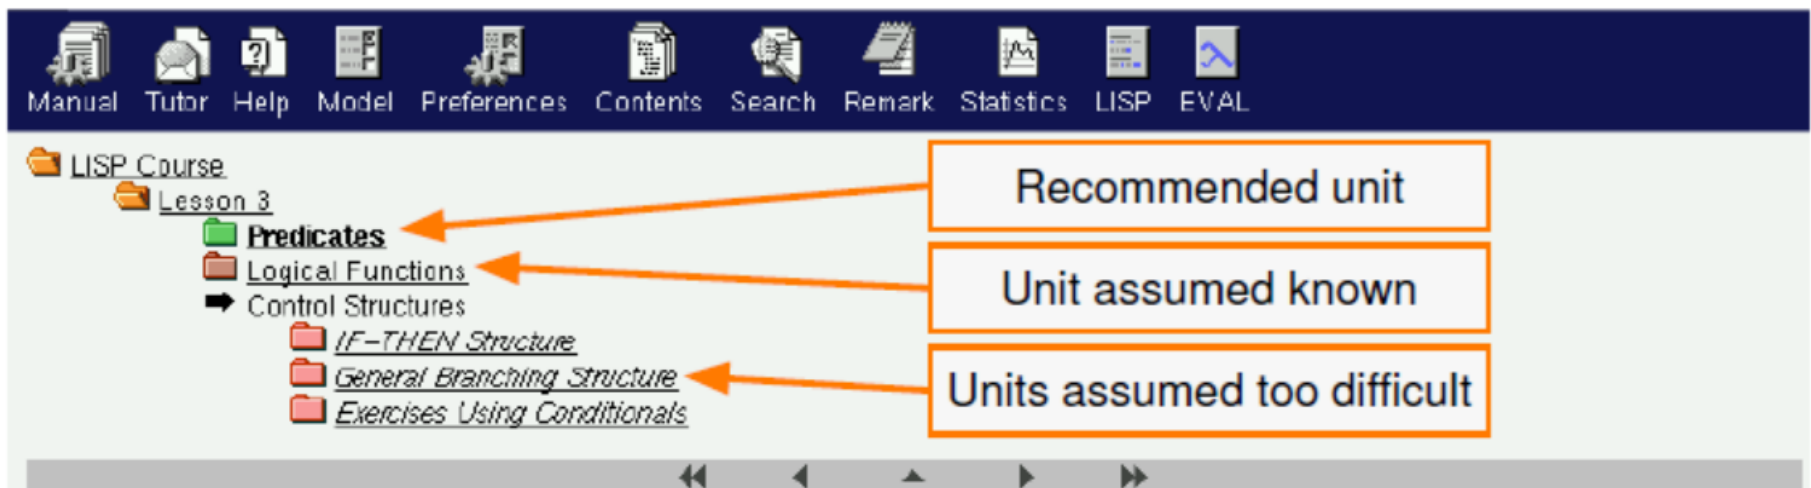 Manual Tutor Help Model Preferences Contents Search Remark Statistics LISP EVAL
LISP Course
Lesson 3
Predicates
Logical Functions
Control Structures
IF-THEN Structure
General Branching Structure
Exercises Using Conditionals
Recommended unit
Unit assumed known
Units assumed too difficult